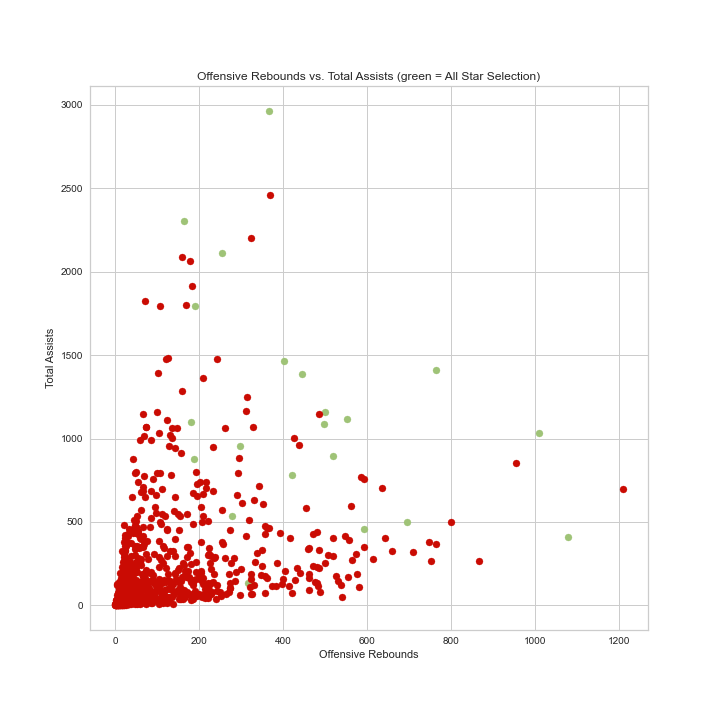 Offensive Rebounds vs. Total Assists (green = All Star Selection)
3000
2500
2000
1500
1000
500
0
Total Assists
0 200 400 600 800 1000 1200
Offensive Rebounds